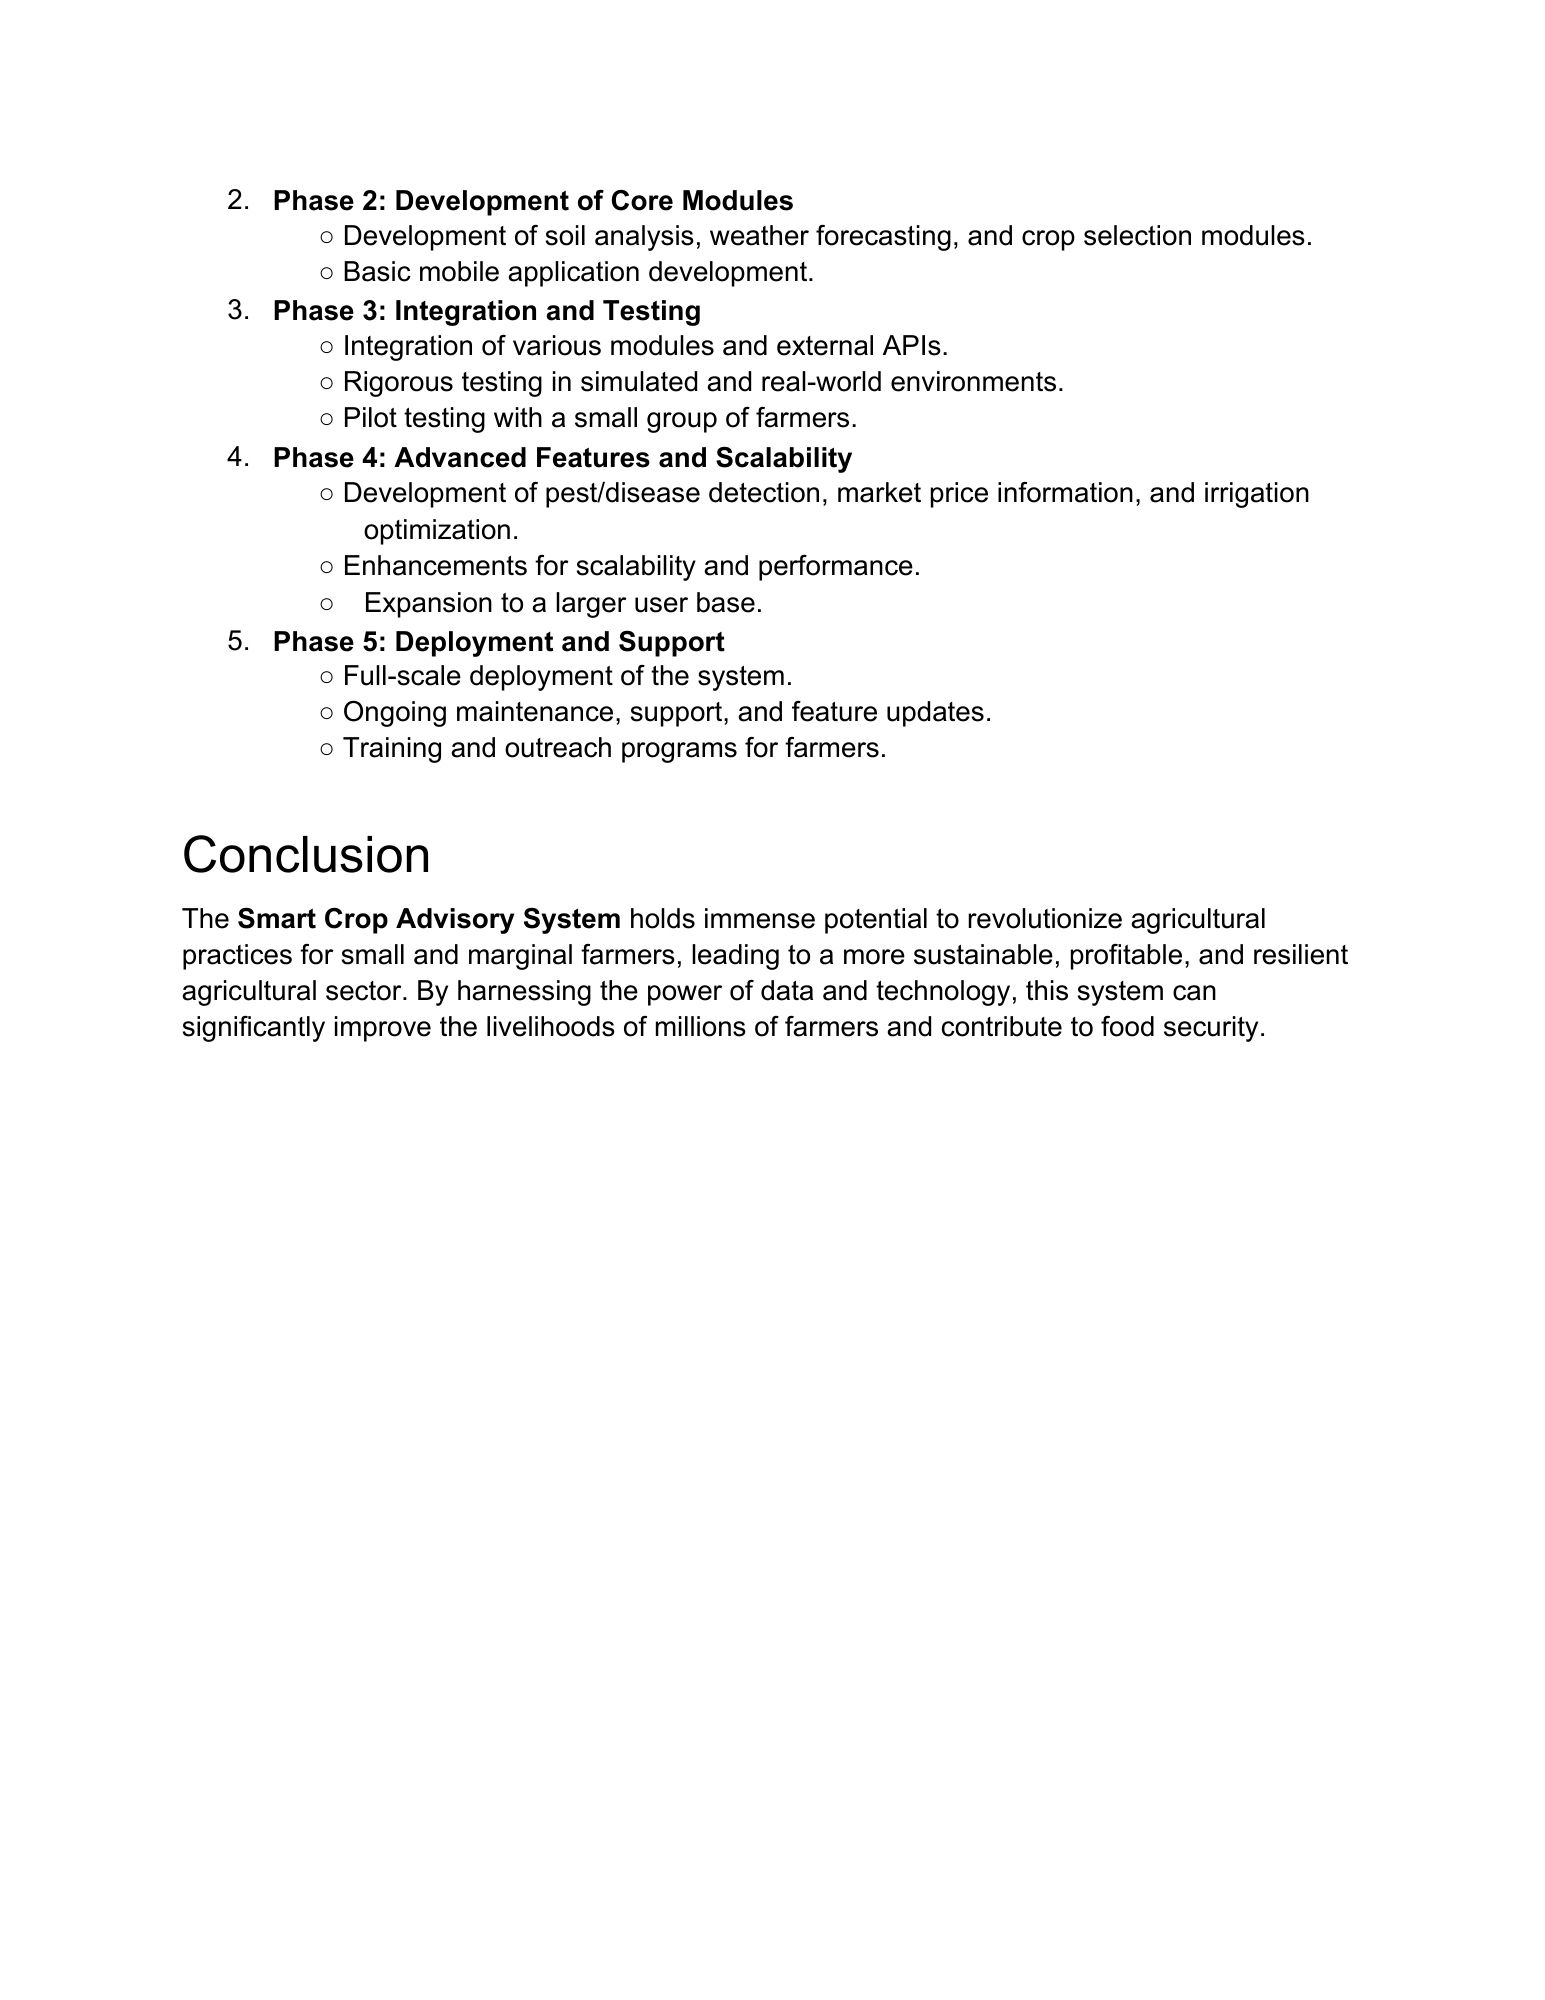 2. Phase 2: Development of Core Modules
○ Development of soil analysis, weather forecasting, and crop selection modules.
○ Basic mobile application development.
3. Phase 3: Integration and Testing
○ Integration of various modules and external APIs.
○ Rigorous testing in simulated and real-world environments.
○ Pilot testing with a small group of farmers.
4. Phase 4: Advanced Features and Scalability
○ Development of pest/disease detection, market price information, and irrigation
optimization.
○ Enhancements for scalability and performance.
○ Expansion to a larger user base.
5. Phase 5: Deployment and Support
○ Full-scale deployment of the system.
○ Ongoing maintenance, support, and feature updates.
○ Training and outreach programs for farmers.
Conclusion
The Smart Crop Advisory System holds immense potential to revolutionize agricultural
practices for small and marginal farmers, leading to a more sustainable, profitable, and resilient
agricultural sector. By harnessing the power of data and technology, this system can
significantly improve the livelihoods of millions of farmers and contribute to food security.